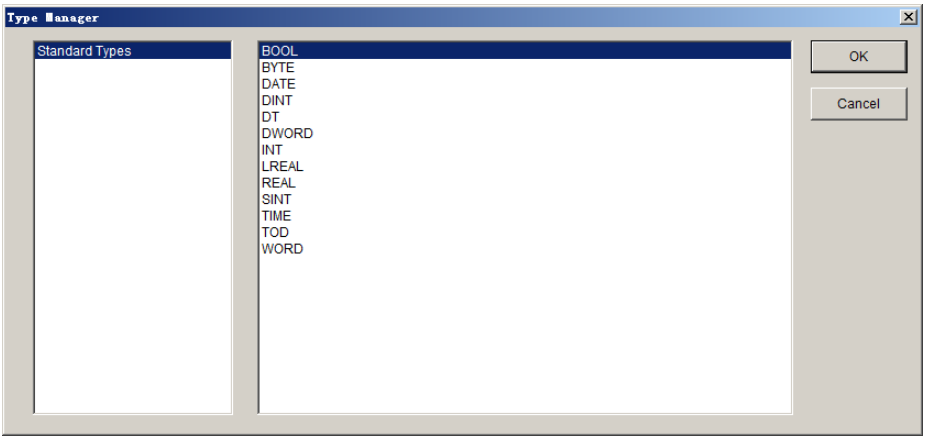 Type Manager
Standard Types
BOOL
BYTE
DATE
DINT
DT
DWORD
INT
LREAL
REAL
SINT
TIME
TOD
WORD
OK
Cancel